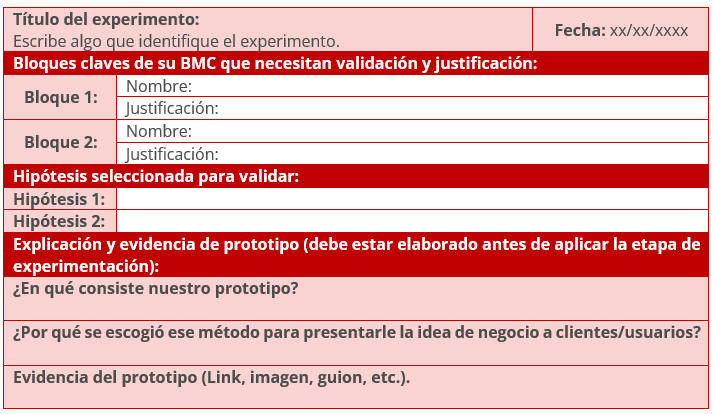 Título del experimento:
Escribe algo que identifique el experimento.
Fecha: xx/xx/xxxx
Bloques claves de su BMC que necesitan validación y justificación:
Bloque 1:
Nombre:
Justificación:
Bloque 2:
Nombre:
Justificación:
Hipótesis seleccionada para validar:
Hipótesis 1:
Hipótesis 2:
Explicación y evidencia de prototipo (debe estar elaborado antes de aplicar la etapa de
experimentación):
¿En qué consiste nuestro prototipo?
¿Por qué se escogió ese método para presentarle la idea de negocio a clientes/usuarios?
Evidencia del prototipo (Link, imagen, guion, etc.).